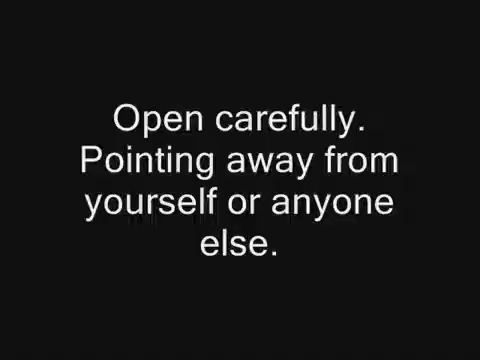 Open carefully.
Pointing away from
yourself or anyone
else.